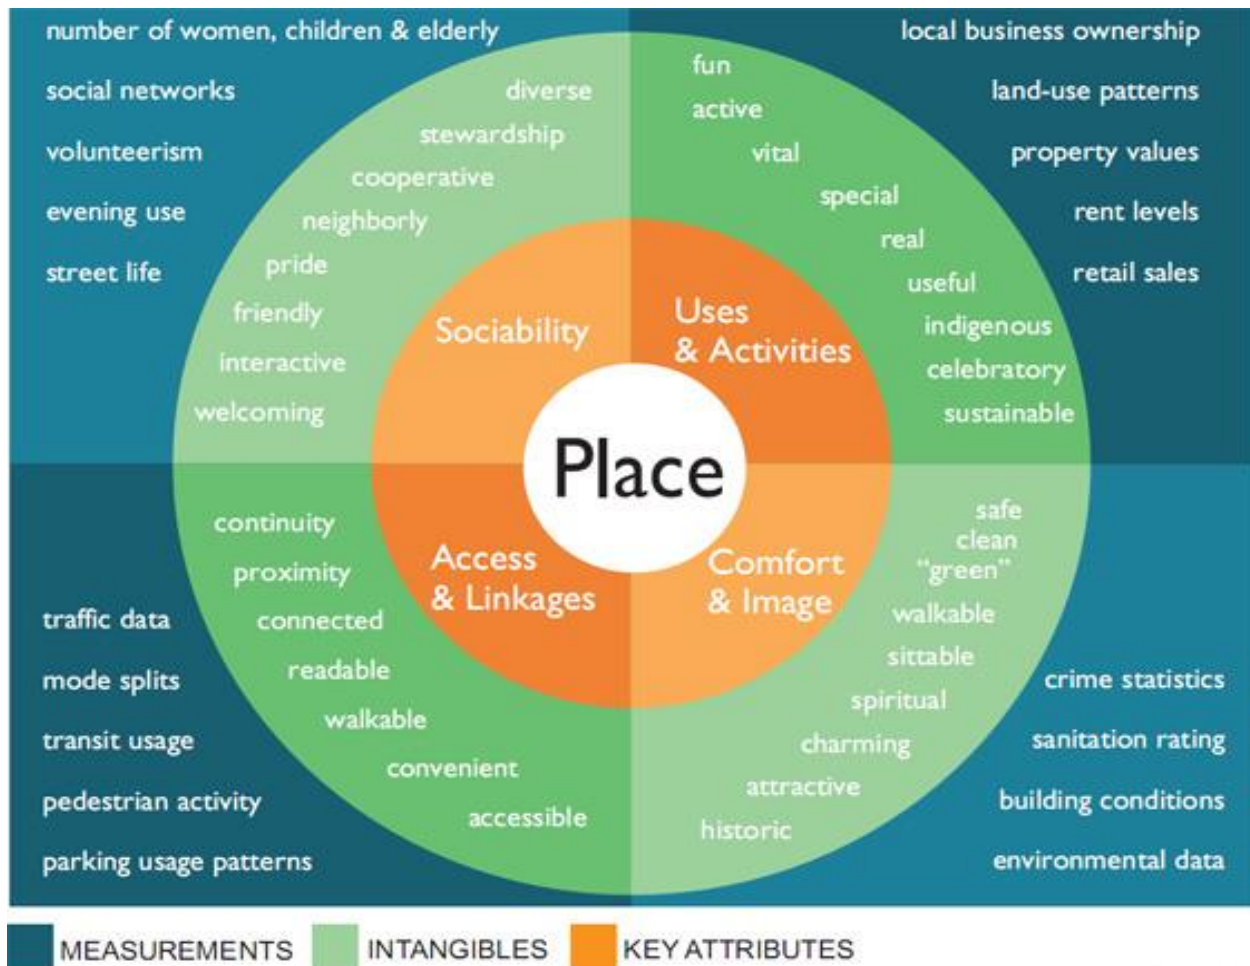 number of women, children & elderly
social networks
volunteerism
evening use
street life
diverse
stewardship
cooperative
neighborly
pride
friendly
interactive
welcoming
Sociability
fun
active
vital
special
real
useful
indigenous
celebratory
sustainable
Uses
& Activities
local business ownership
land-use patterns
property values
rent levels
retail sales
Place
continuity
proximity
connected
readable
walkable
convenient
accessible
Access
& Linkages
traffic data
mode splits
transit usage
pedestrian activity
parking usage patterns
Comfort
& Image
safe
clean
“green”
walkable
sittable
spiritual
charming
attractive
historic
crime statistics
sanitation rating
building conditions
environmental data
MEASUREMENTS
INTANGIBLES
KEY ATTRIBUTES